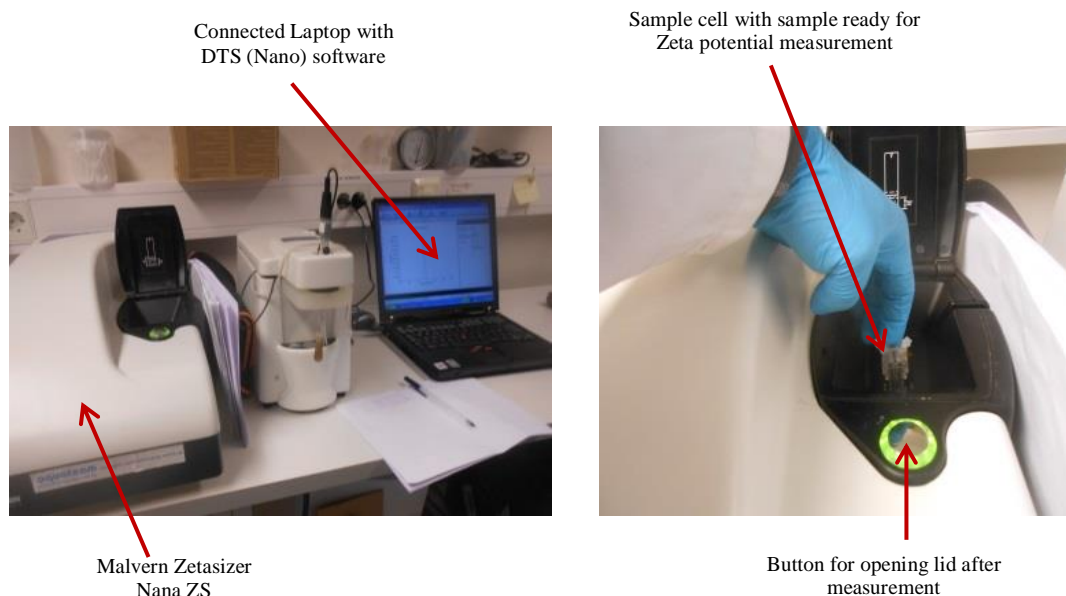 Connected Laptop with
DTS (Nano) software
Sample cell with sample ready for
Zeta potential measurement
Malvern Zetasizer
Nana ZS
Button for opening lid after
measurement